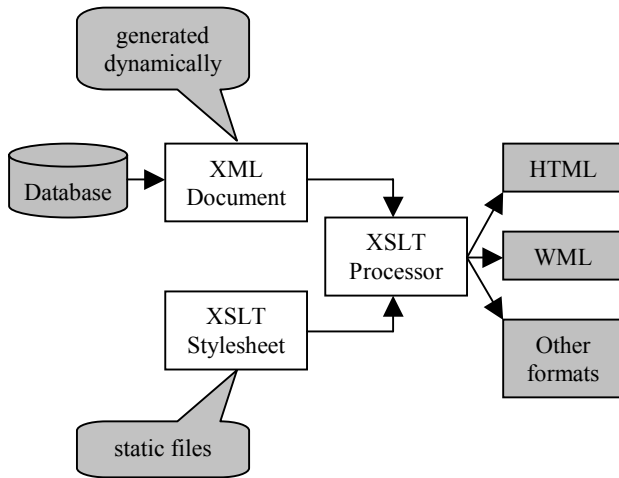 generated
dynamically
Database
XML
Document
HTML
XSLT
Processor
WML
XSLT
Stylesheet
Other
formats
static files